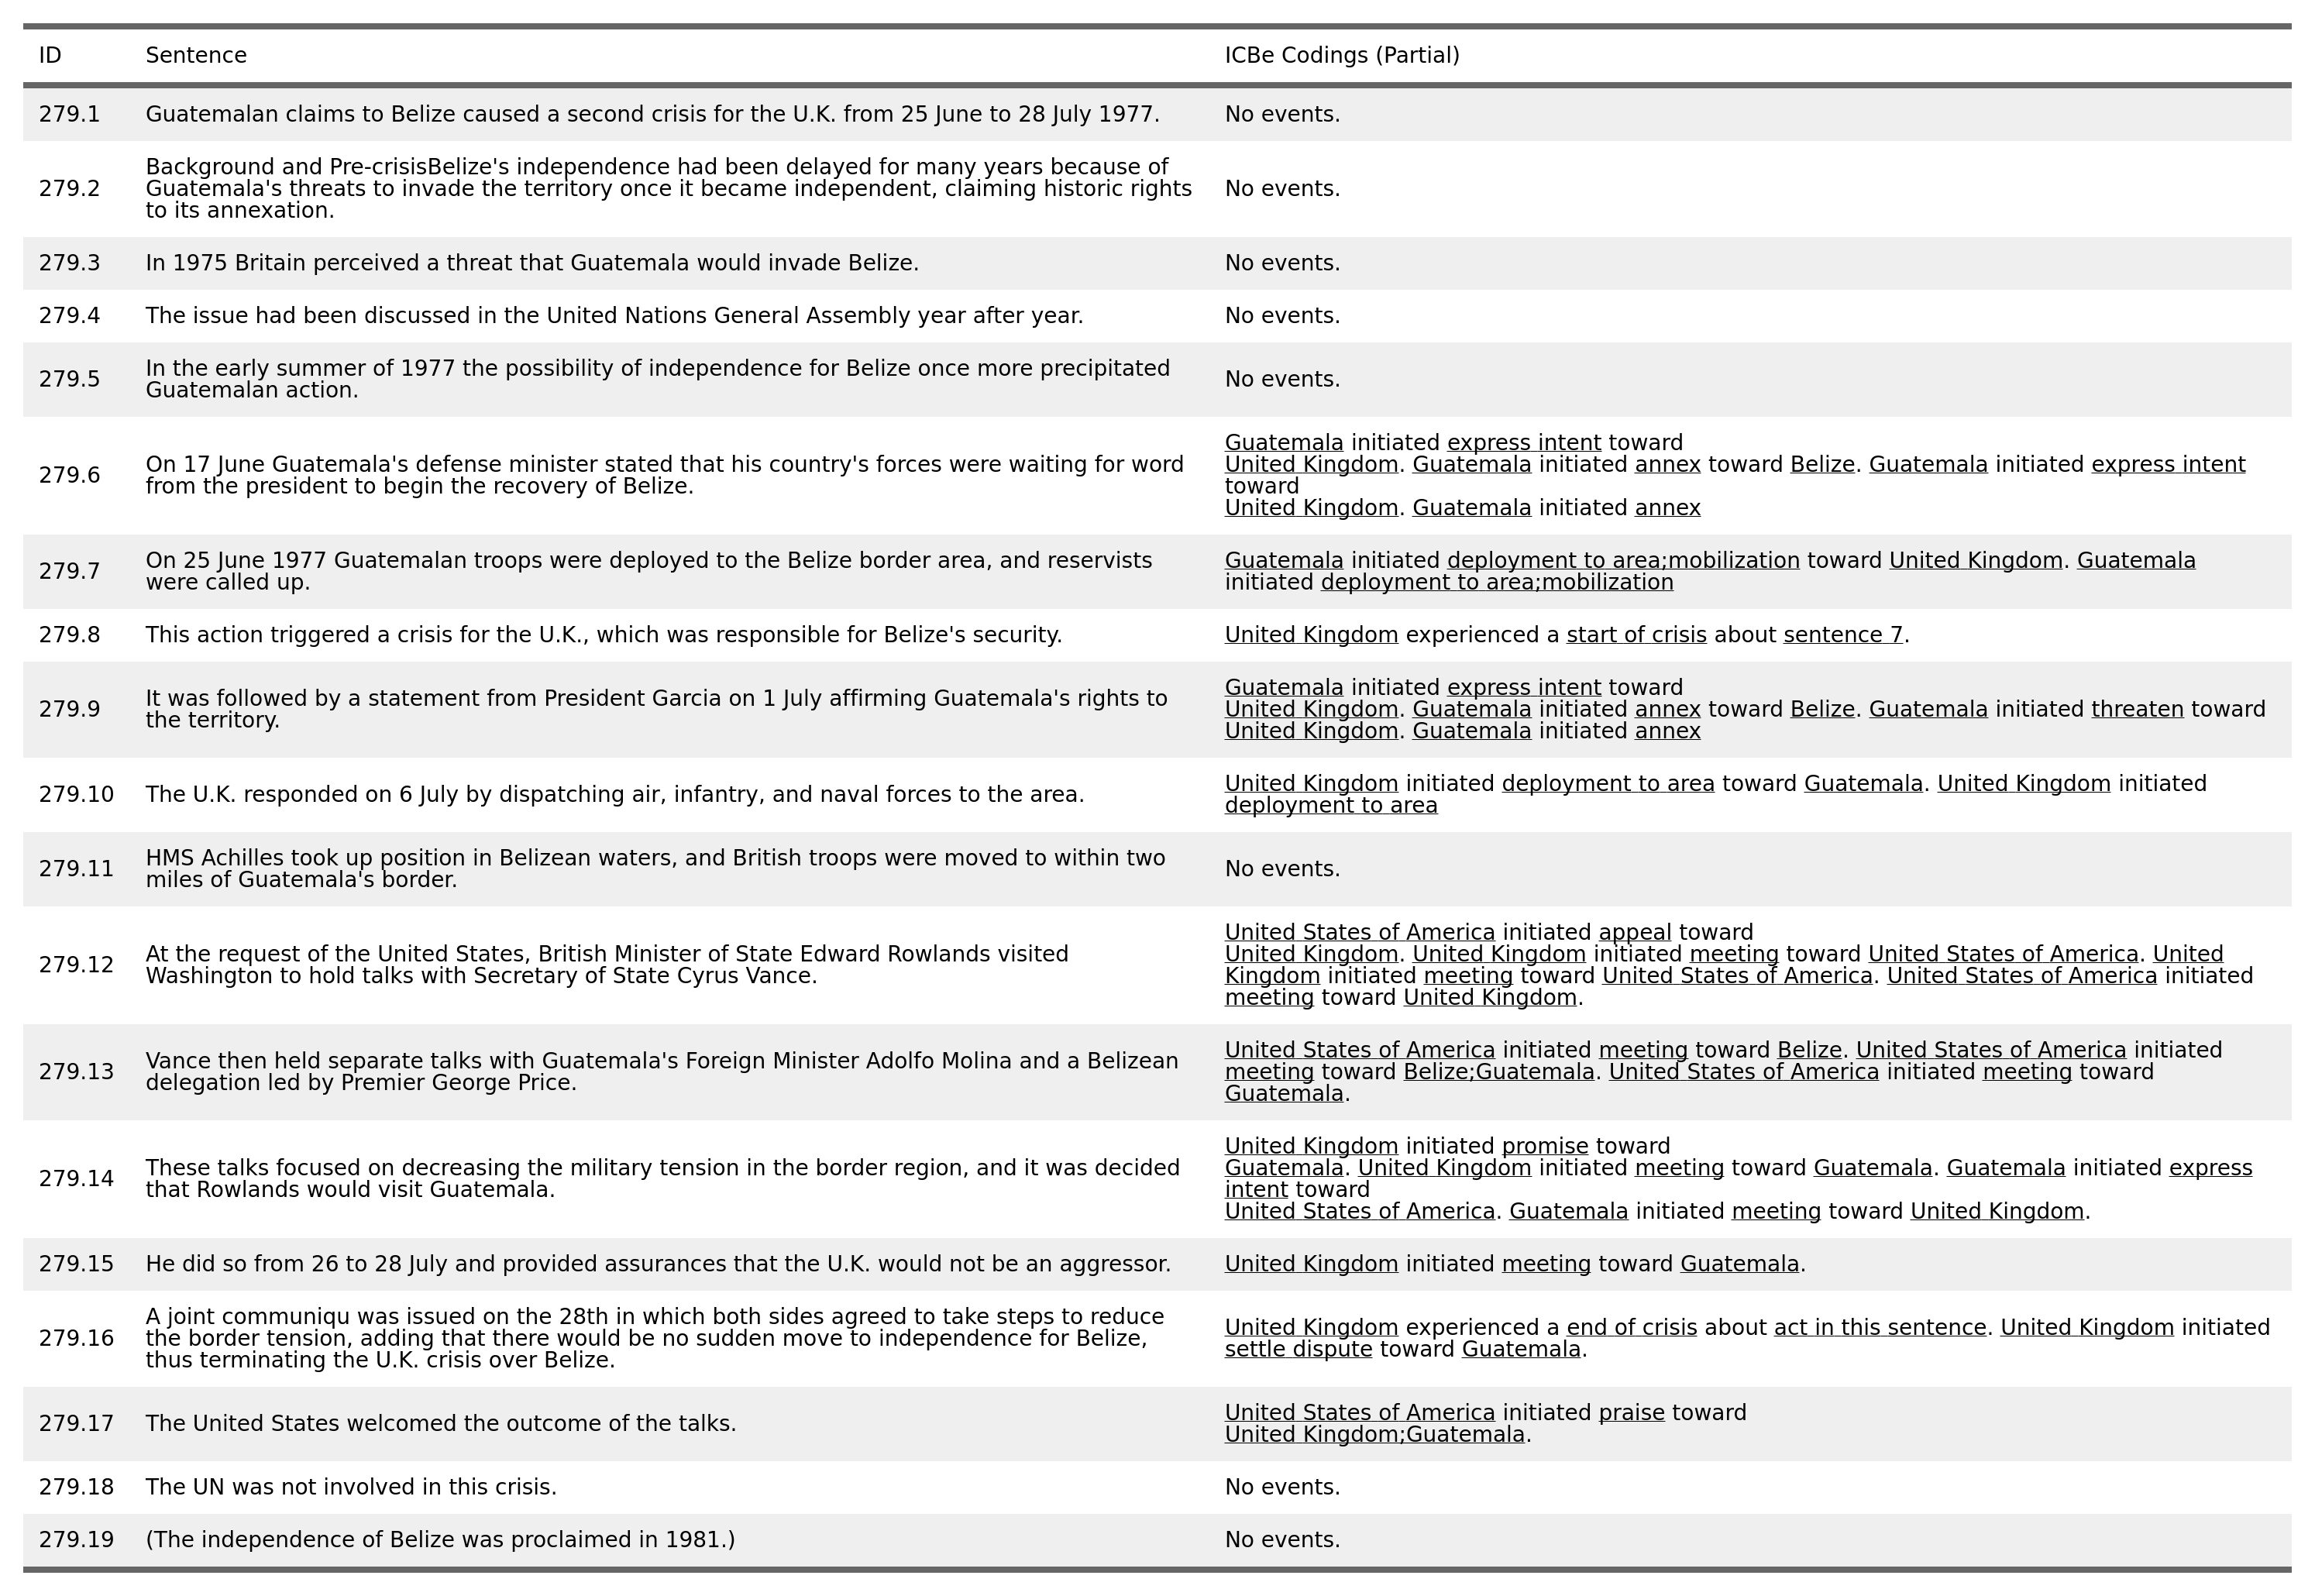 ID Sentence ICBe Codings (Partial)
279.1 Guatemalan claims to Belize caused a second crisis for the U.K. from 25 June to 28 July 1977. No events.
Background and Pre-crisisBelize's independence had been delayed for many years because of
279.2 Guatemala's threats to invade the territory once it became independent, claiming historic rights No events.
to its annexation.
279.3 In 1975 Britain perceived a threat that Guatemala would invade Belize. No events.
279.4 The issue had been discussed in the United Nations General Assembly year after year. No events.
279.5 In the early summer of 1977 the possibility of independence for Belize once more precipitated
Guatemalan action.
No events.
279.6 On 17 June Guatemala's defense minister stated that his country's forces were waiting for word
from the president to begin the recovery of Belize.
Guatemala initiated express intent toward
United Kingdom. Guatemala initiated annex toward Belize. Guatemala initiated express intent
toward
United Kingdom. Guatemala initiated annex
279.7 On 25 June 1977 Guatemalan troops were deployed to the Belize border area, and reservists
were called up.
Guatemala initiated deployment to area;mobilization toward United Kingdom. Guatemala
initiated deployment to area;mobilization
279.8 This action triggered a crisis for the U.K., which was responsible for Belize's security. United Kingdom experienced a start of crisis about sentence 7.
279.9 It was followed by a statement from President Garcia on 1 July affirming Guatemala's rights to
the territory.
Guatemala initiated express intent toward
United Kingdom. Guatemala initiated annex toward Belize. Guatemala initiated threaten toward
United Kingdom. Guatemala initiated annex
279.10 The U.K. responded on 6 July by dispatching air, infantry, and naval forces to the area.
United Kingdom initiated deployment to area toward Guatemala. United Kingdom initiated
deployment to area
279.11 HMS Achilles took up position in Belizean waters, and British troops were moved to within two
miles of Guatemala's border.
No events.
279.12 At the request of the United States, British Minister of State Edward Rowlands visited
Washington to hold talks with Secretary of State Cyrus Vance.
United States of America initiated appeal toward
United Kingdom. United Kingdom initiated meeting toward United States of America. United
Kingdom initiated meeting toward United States of America. United States of America initiated
meeting toward United Kingdom.
279.13 Vance then held separate talks with Guatemala's Foreign Minister Adolfo Molina and a Belizean
delegation led by Premier George Price.
United States of America initiated meeting toward Belize. United States of America initiated
meeting toward Belize;Guatemala. United States of America initiated meeting toward
Guatemala.
279.14 These talks focused on decreasing the military tension in the border region, and it was decided
that Rowlands would visit Guatemala.
United Kingdom initiated promise toward
Guatemala. United Kingdom initiated meeting toward Guatemala. Guatemala initiated express
intent toward
United States of America. Guatemala initiated meeting toward United Kingdom.
279.15 He did so from 26 to 28 July and provided assurances that the U.K. would not be an aggressor. United Kingdom initiated meeting toward Guatemala.
279.16 A joint communiqu was issued on the 28th in which both sides agreed to take steps to reduce
the border tension, adding that there would be no sudden move to independence for Belize,
thus terminating the U.K. crisis over Belize.
United Kingdom experienced a end of crisis about act in this sentence. United Kingdom initiated
settle dispute toward Guatemala.
279.17 The United States welcomed the outcome of the talks.
United States of America initiated praise toward
United Kingdom;Guatemala.
279.18 The UN was not involved in this crisis. No events.
279.19 (The independence of Belize was proclaimed in 1981.) No events.